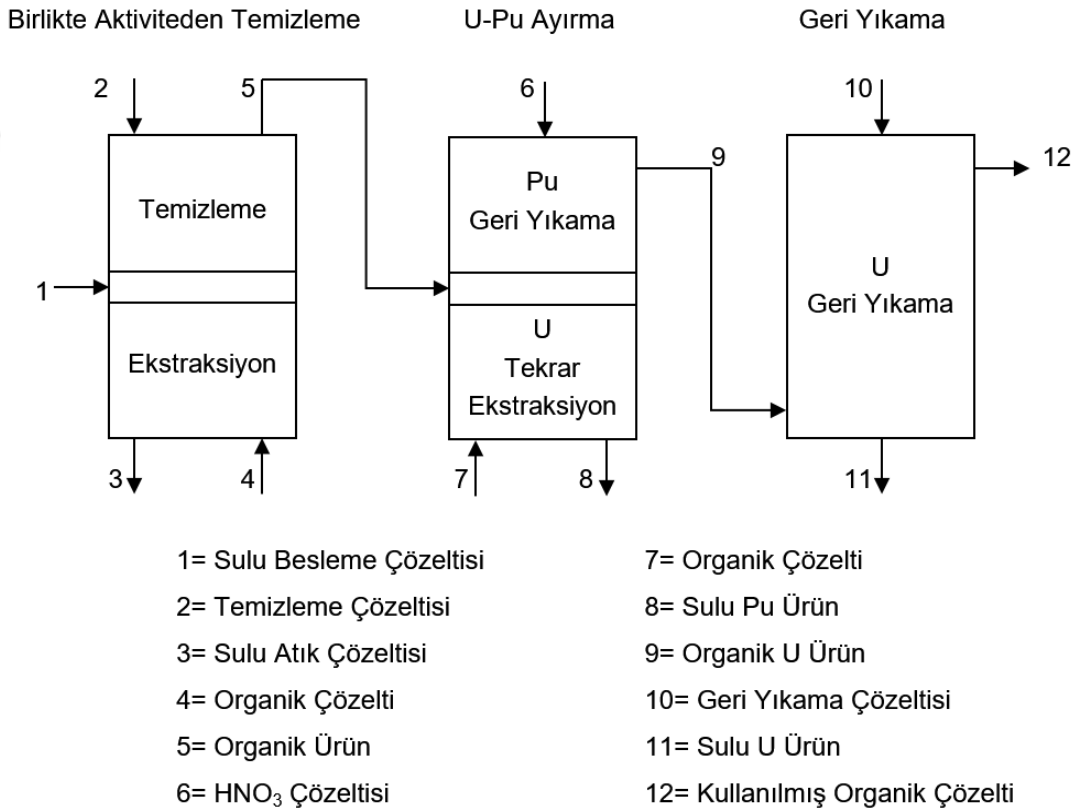 Birlikte Aktiviteden Temizleme
U-Pu Ayırma
Geri Yıkama
2
5
6
10
9
12
Temizleme
Pu
Geri Yıkama
U
Geri Yıkama
1
Ekstraksiyon
U
Tekrar
Ekstraksiyon
3
4
7
8
11
1= Sulu Besleme Çözeltisi
2= Temizleme Çözeltisi
3= Sulu Atık Çözeltisi
4= Organik Çözelti
5= Organik Ürün
6= HNO₃ Çözeltisi
7= Organik Çözelti
8= Sulu Pu Ürün
9= Organik U Ürün
10= Geri Yıkama Çözeltisi
11= Sulu U Ürün
12= Kullanılmış Organik Çözelti